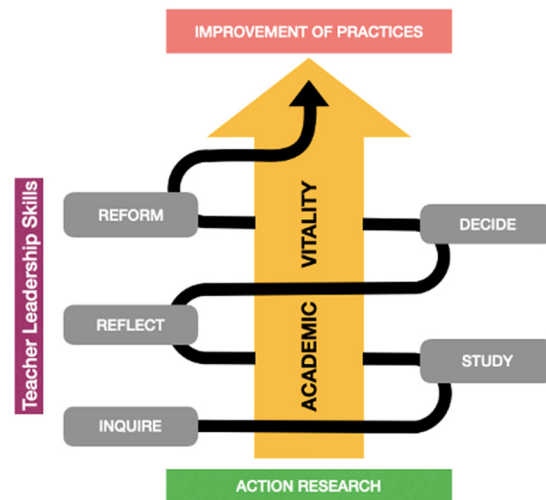 IMPROVEMENT OF PRACTICES
Teacher Leadership Skills
REFORM
ACADEMIC VITALITY
DECIDE
REFLECT
STUDY
INQUIRE
ACTION RESEARCH